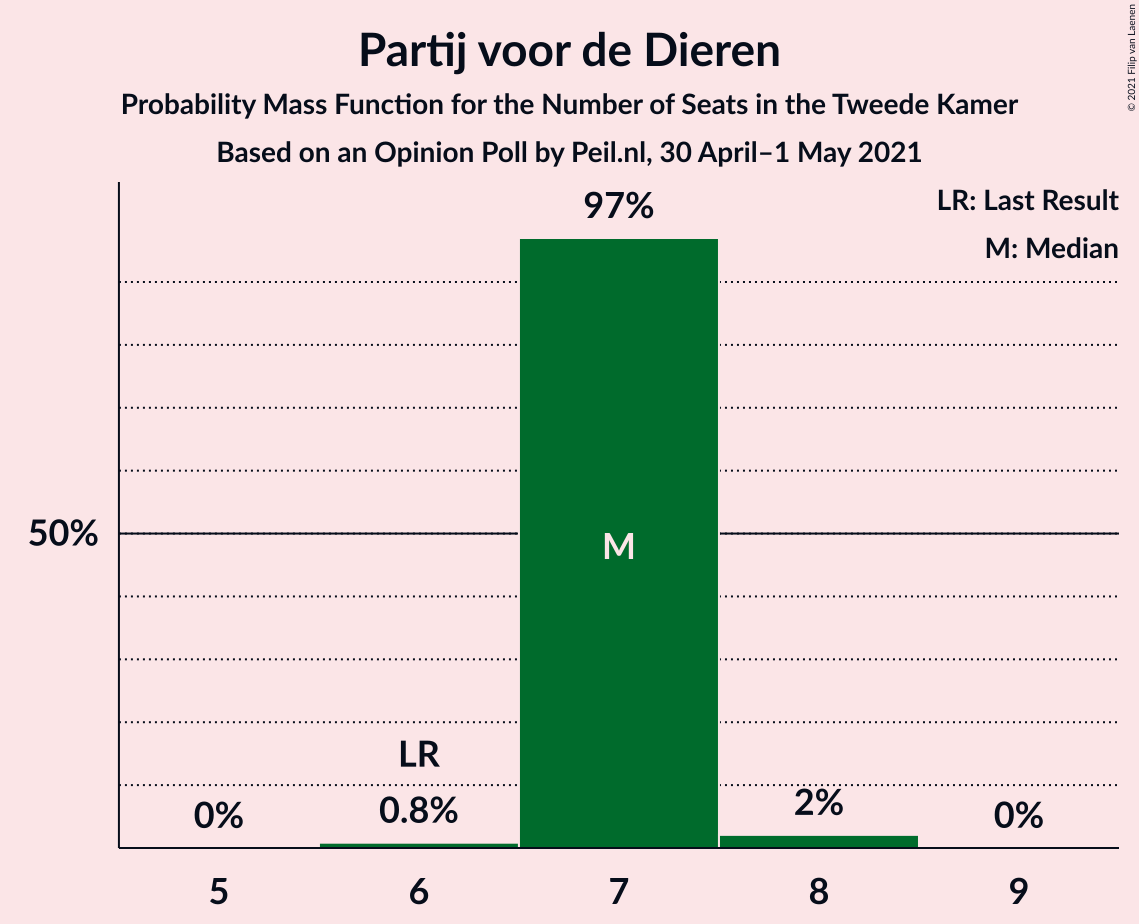 Partij voor de Dieren
Probability Mass Function for the Number of Seats in the Tweede Kamer
Based on an Opinion Poll by Peil.nl, 30 April–1 May 2021
© 2021 Filip van Laenen
LR: Last Result
M: Median
97%
50%
M
LR
0%
0.8%
2%
0%
5
6
7
8
9